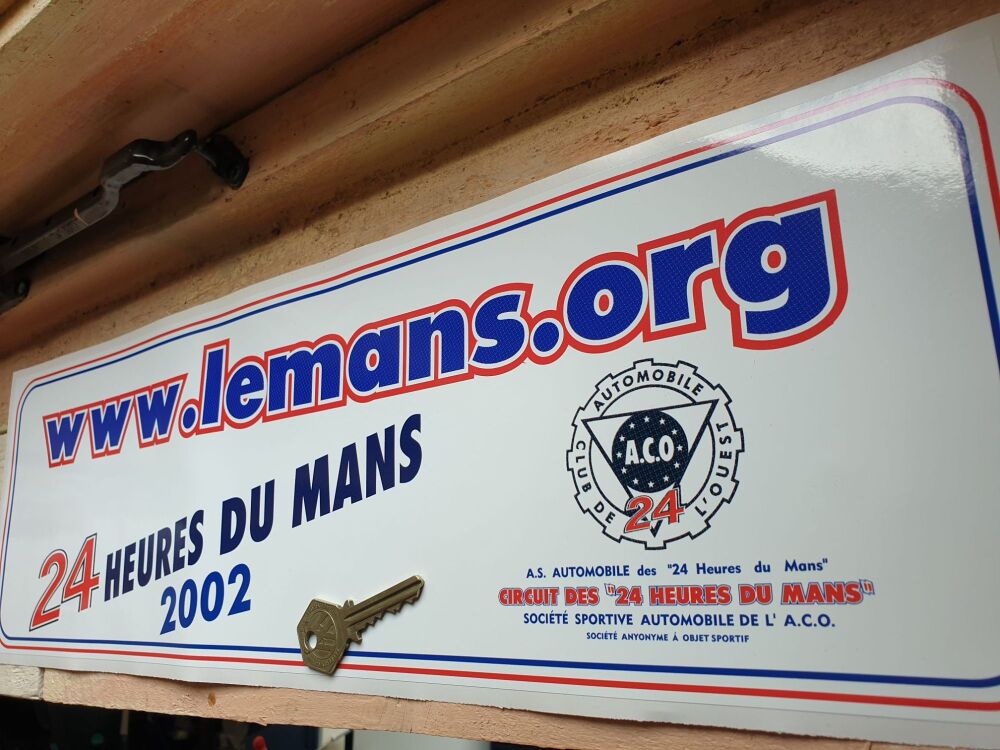 www.lemans.org
24 HEURES DU MANS
2002
AUTOMOBILE
CLUB DE L'OUEST
A.C.O
24
A.S. AUTOMOBILE des "24 Heures du Mans"
CIRCUIT DES "24 HEURES DU MANS"
SOCIÉTÉ SPORTIVE AUTOMOBILE DE L' A.C.O.
SOCIÉTÉ ANYONYME À OBJET SPORTIF